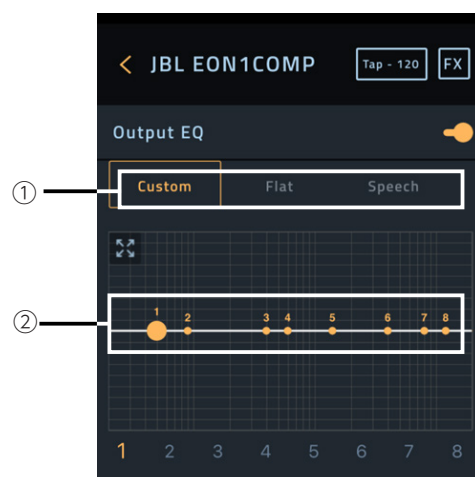 < JBL EON1COMP Tap - 120 FX
Output EQ
① Custom Flat Speech
1 2 3 4 5 6 7 8
②
1 2 3 4 5 6 7 8